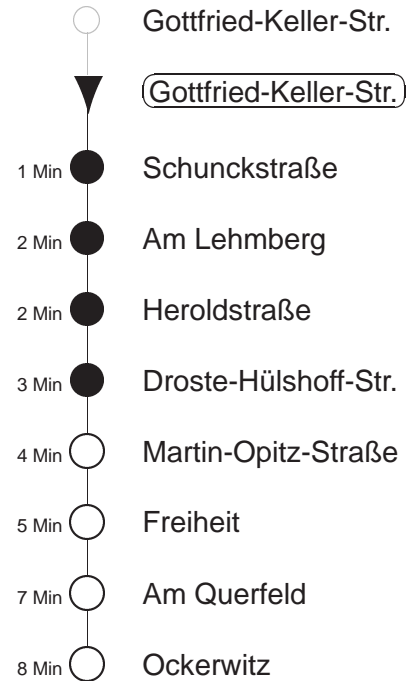 Gottfried-Keller-Str.
Gottfried-Keller-Str.
1 Min Schunckstraße
2 Min Am Lehmberg
2 Min Heroldstraße
3 Min Droste-Hülshoff-Str.
4 Min Martin-Opitz-Straße
5 Min Freiheit
7 Min Am Querfeld
8 Min Ockerwitz